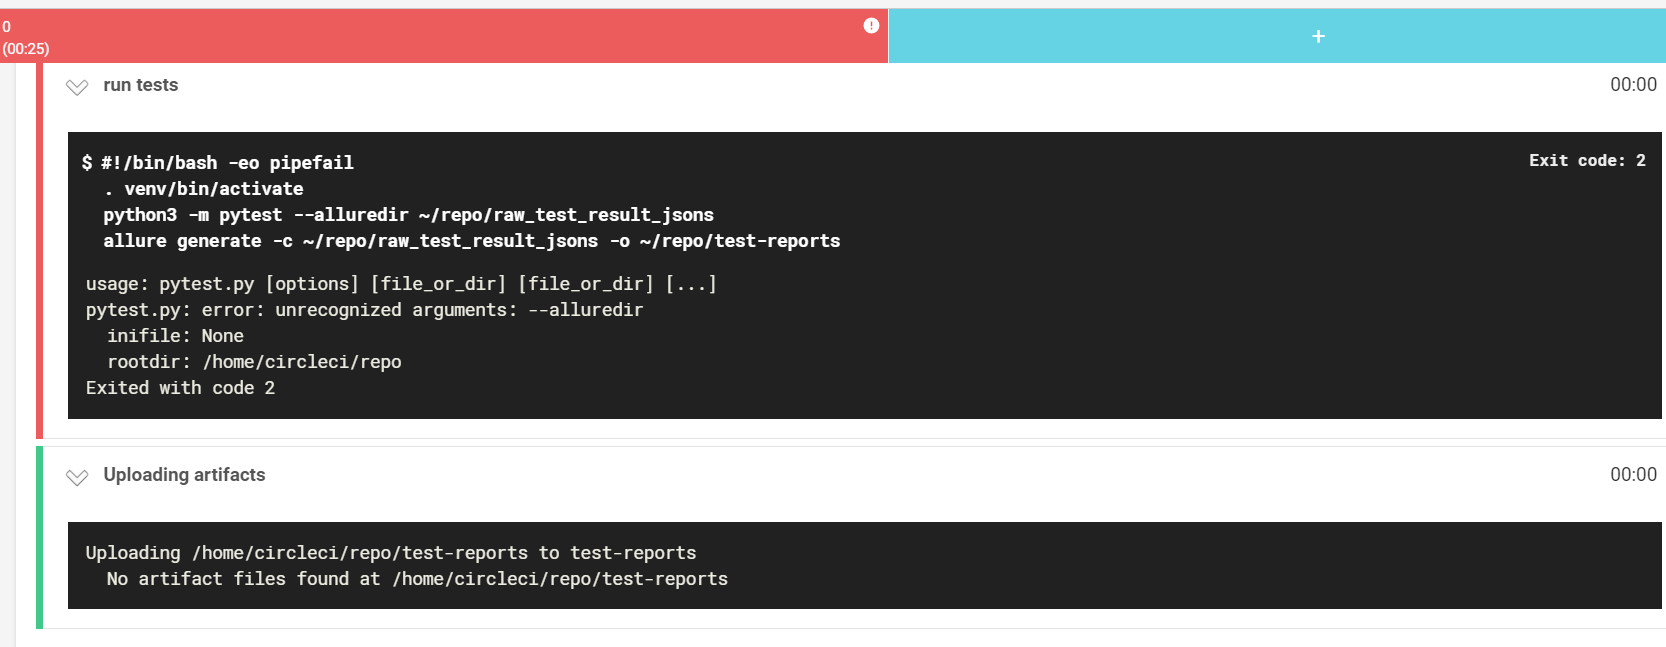 0
(00:25)
+
run tests
00:00
$ #!/bin/bash -eo pipefail
Exit code: 2
. venv/bin/activate
python3 -m pytest --alluredir ~/repo/raw_test_result_jsons
allure generate -c ~/repo/raw_test_result_jsons -o ~/repo/test-reports
usage: pytest.py [options] [file_or_dir] [file_or_dir] [...]
pytest.py: error: unrecognized arguments: --alluredir
inifile: None
rootdir: /home/circleci/repo
Exited with code 2
Uploading artifacts
00:00
Uploading /home/circleci/repo/test-reports to test-reports
No artifact files found at /home/circleci/repo/test-reports